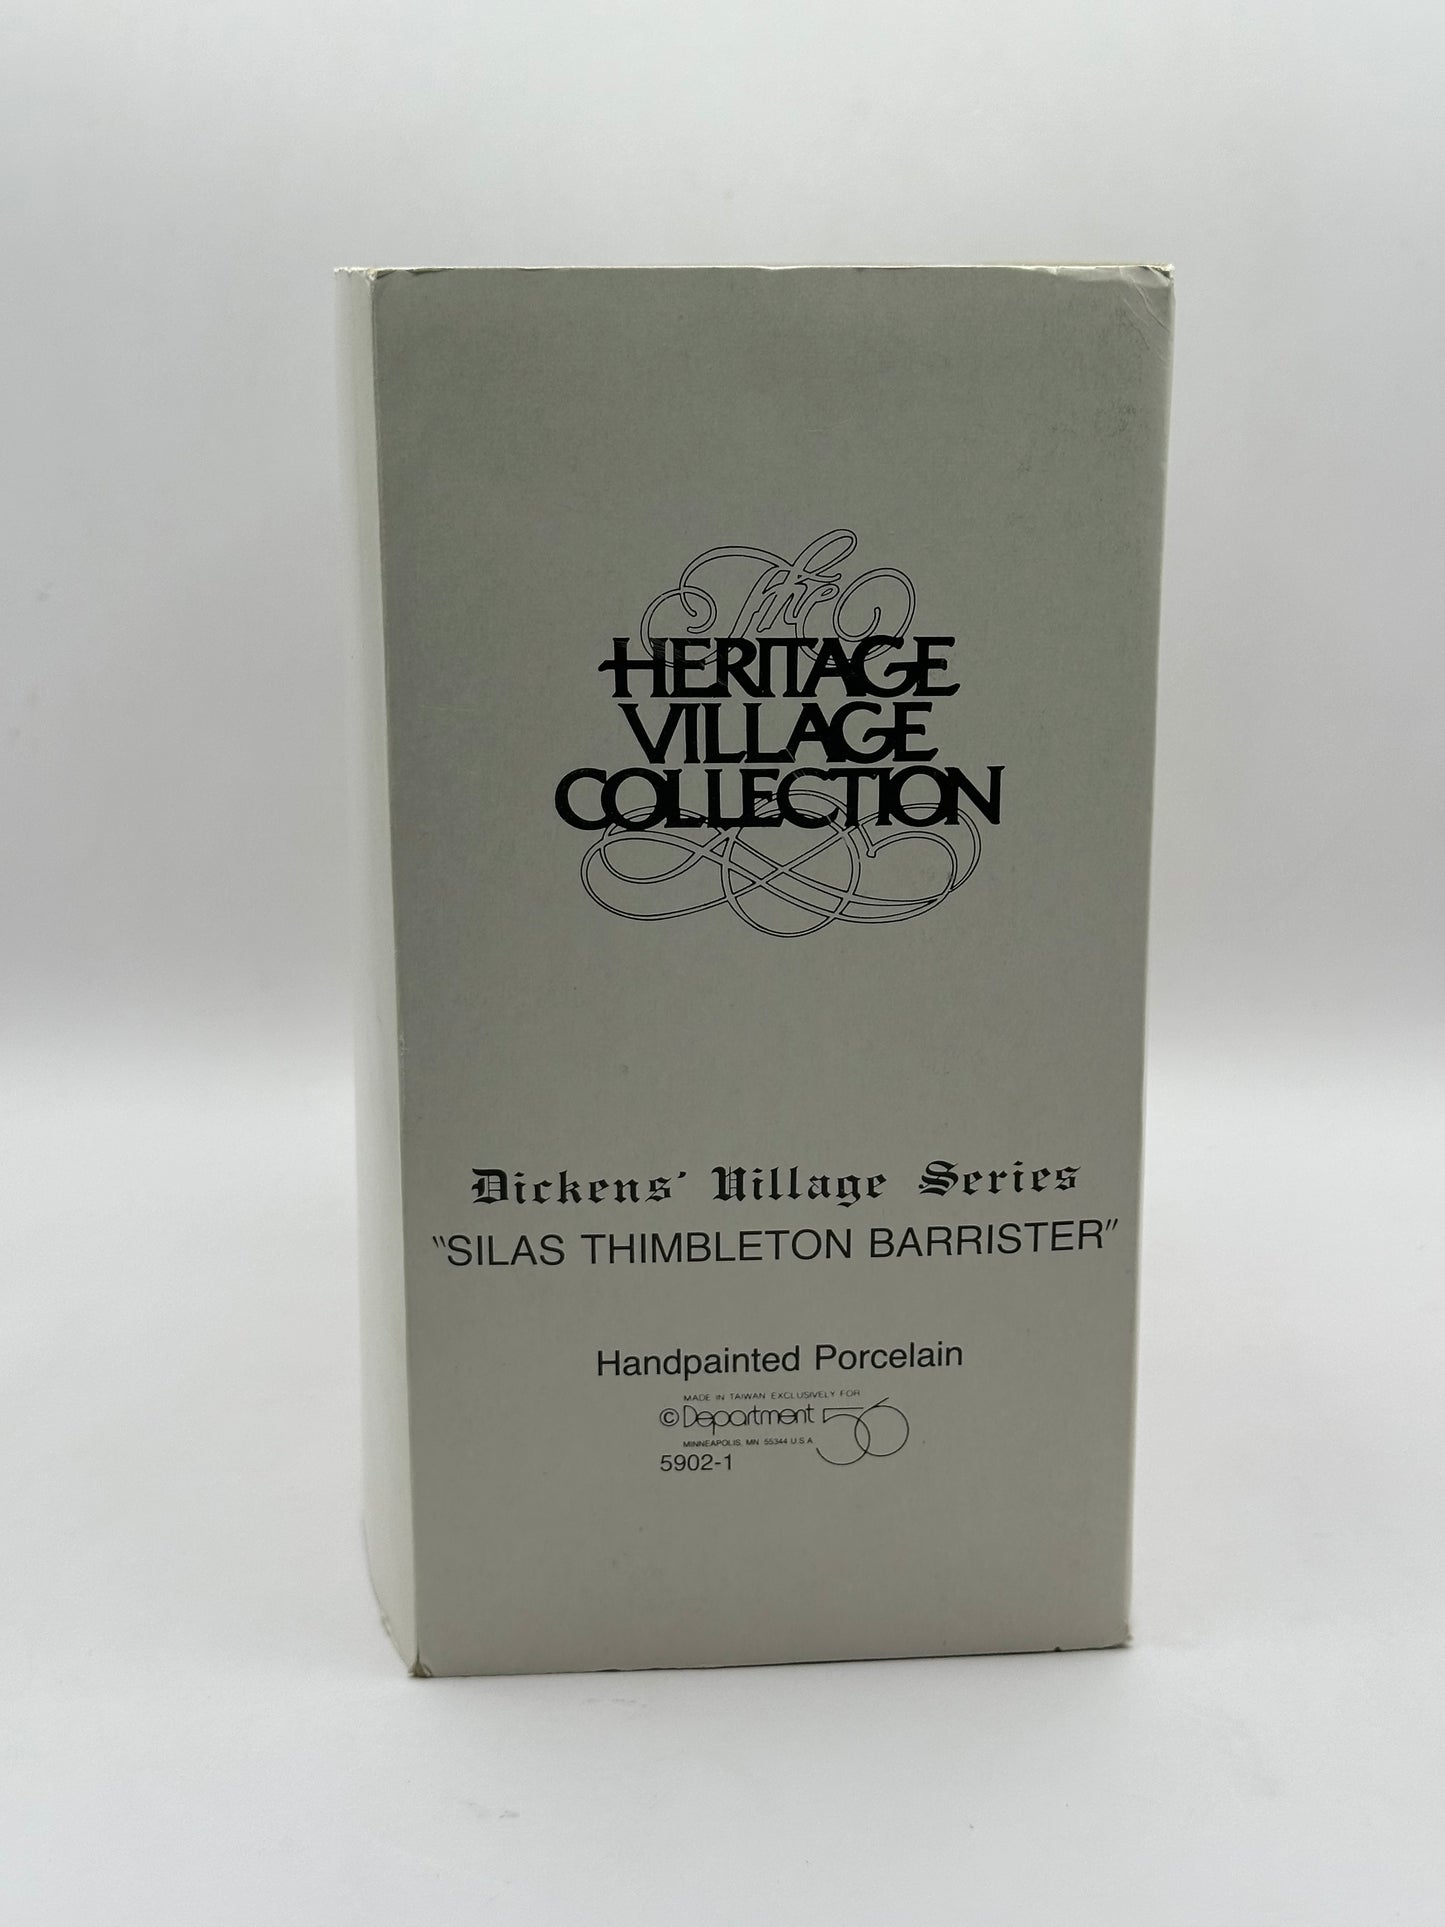 The
HERITAGE
VILLAGE
COLLECTION
Dickens' Village Series
"SILAS THIMBLETON BARRISTER"
Handpainted Porcelain
MADE IN TAIWAN EXCLUSIVELY FOR
©Department 56
MINNEAPOLIS, MN 55344 U.S.A.
5902-1